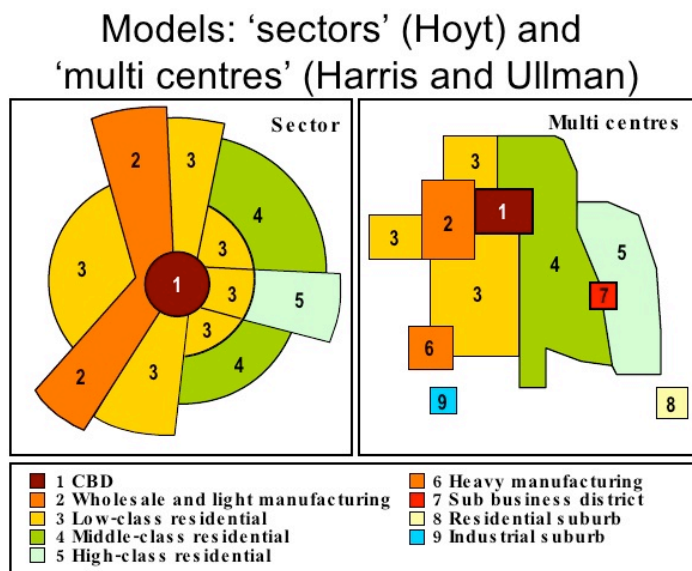 Models: ‘sectors’ (Hoyt) and
‘multi centres’ (Harris and Ullman)
Sector
2
3
4
3
3
1
3
5
3
4
3
2
Multi centres
3
1
2
3
5
4
3
7
6
9
8
1 CBD
2 Wholesale and light manufacturing
3 Low-class residential
4 Middle-class residential
5 High-class residential
6 Heavy manufacturing
7 Sub business district
8 Residential suburb
9 Industrial suburb